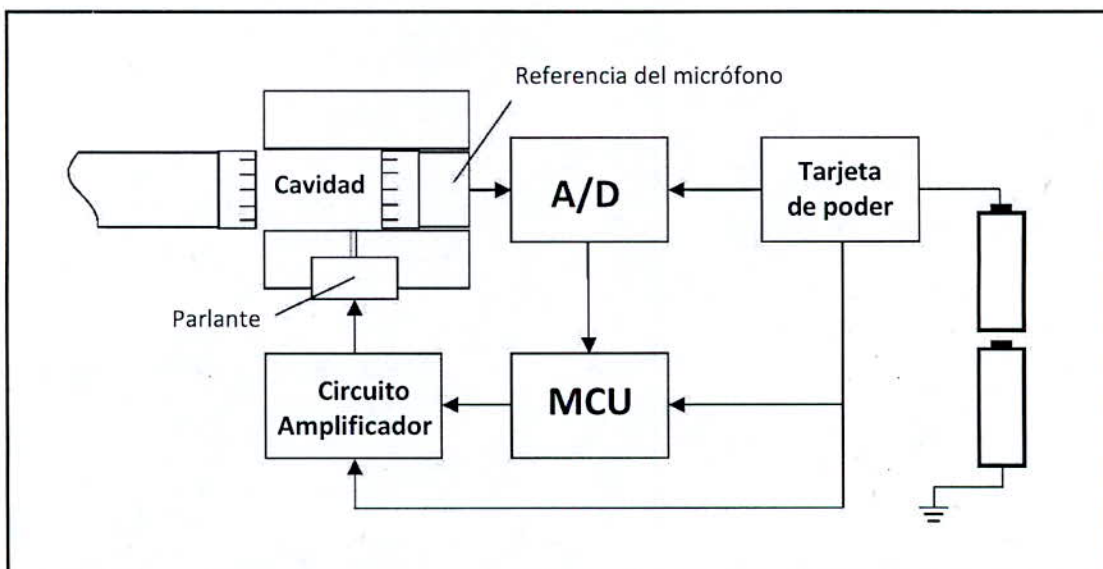 Referencia del micrófono
Cavidad
A/D
Tarjeta
de poder
Parlante
Circuito
Amplificador
MCU